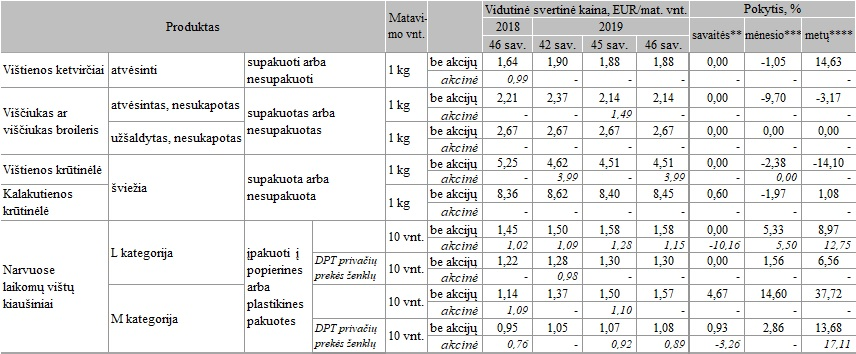 Produktas Matavimo vnt. Vidutinė svertinė kaina, EUR/mat. vnt. Pokytis, %
2018 2019 savaitės** mėnesio*** metų****
46 sav. 42 sav. 45 sav. 46 sav.
Vištienos ketvirčiai atvėsinti supakuoti arba nesupakuoti 1 kg be akcijų 1,64 1,90 1,88 1,88 0,00 -1,05 14,63
akcinė 0,99 - - - - - -
Viščiukas ar viščiukas broileris atvėsintas, nesukapotas supakuotas arba nesupakuotas 1 kg be akcijų 2,21 2,37 2,14 2,14 0,00 -9,70 -3,17
akcinė - - 1,49 - - - -
užšaldytas, nesukapotas 1 kg be akcijų 2,67 2,67 2,67 2,67 0,00 0,00 0,00
akcinė - - - - - - -
Vištienos krūtinėlė šviežia supakuota arba nesupakuota 1 kg be akcijų 5,25 4,62 4,51 4,51 0,00 -2,38 -14,10
akcinė - 3,99 - 3,99 - 0,00 -
Kalakutienos krūtinėlė 1 kg be akcijų 8,36 8,62 8,40 8,45 0,60 -1,97 1,08
akcinė - - - - - - -
Narvuose laikomų vištų kiaušiniai L kategorija įpakuoti į popierines arba plastikines pakuotes 10 vnt. be akcijų 1,45 1,50 1,58 1,58 0,00 5,33 8,97
akcinė 1,02 1,09 1,28 1,15 -10,16 5,50 12,75
DPT privačių prekės ženklų 10 vnt. be akcijų 1,22 1,28 1,30 1,30 0,00 1,56 6,56
akcinė - 0,98 - - - - -
M kategorija 10 vnt. be akcijų 1,14 1,37 1,50 1,57 4,67 14,60 37,72
akcinė 1,09 - 1,10 - - - -
DPT privačių prekės ženklų 10 vnt. be akcijų 0,95 1,05 1,07 1,08 0,93 2,86 13,68
akcinė 0,76 - 0,92 0,89 -3,26 - 17,11